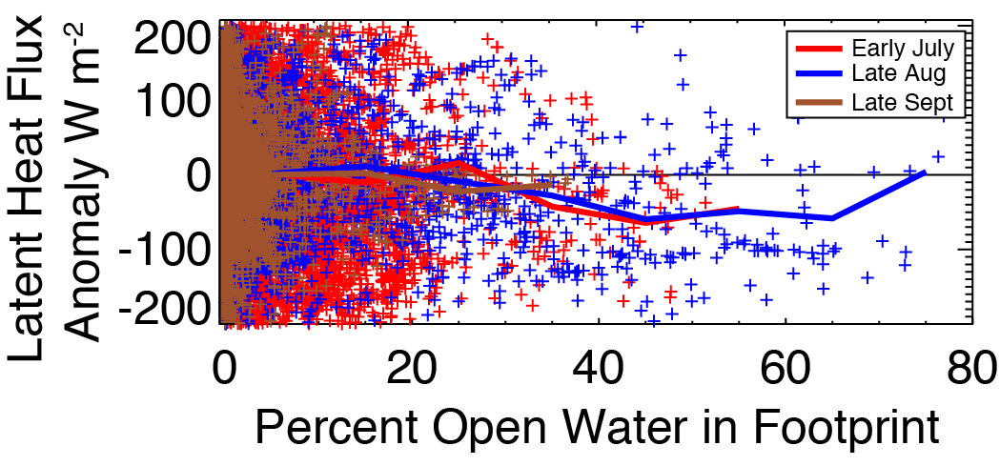 Latent Heat Flux
Anomaly W m-2
200
100
0
-100
-200
0 20 40 60 80
Percent Open Water in Footprint
Early July
Late Aug
Late Sept